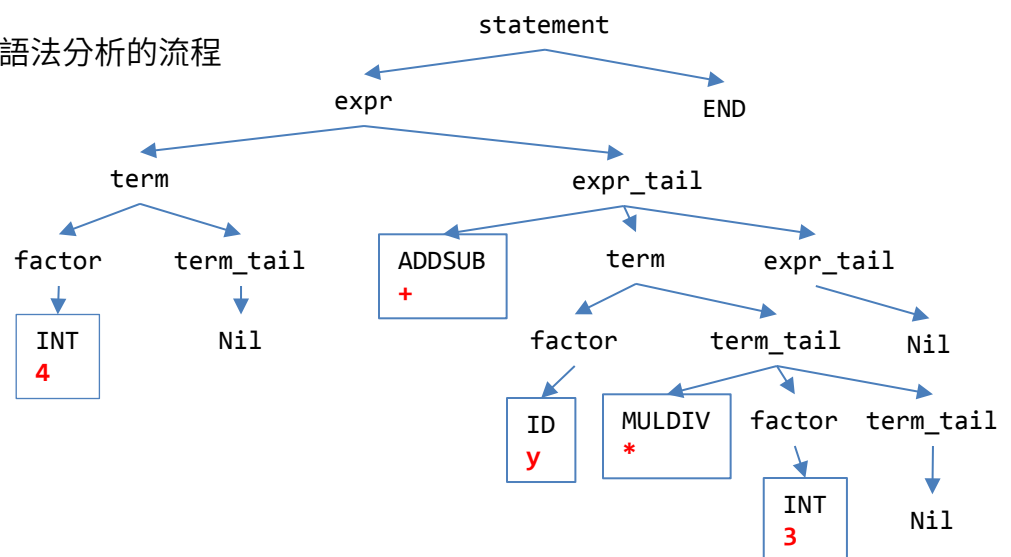 statement
語法分析的流程
expr
END
term
expr_tail
factor
term_tail
ADDSUB
+
term
expr_tail
INT
4
Nil
factor
term_tail
Nil
ID
y
MULDIV
*
factor
term_tail
INT
3
Nil